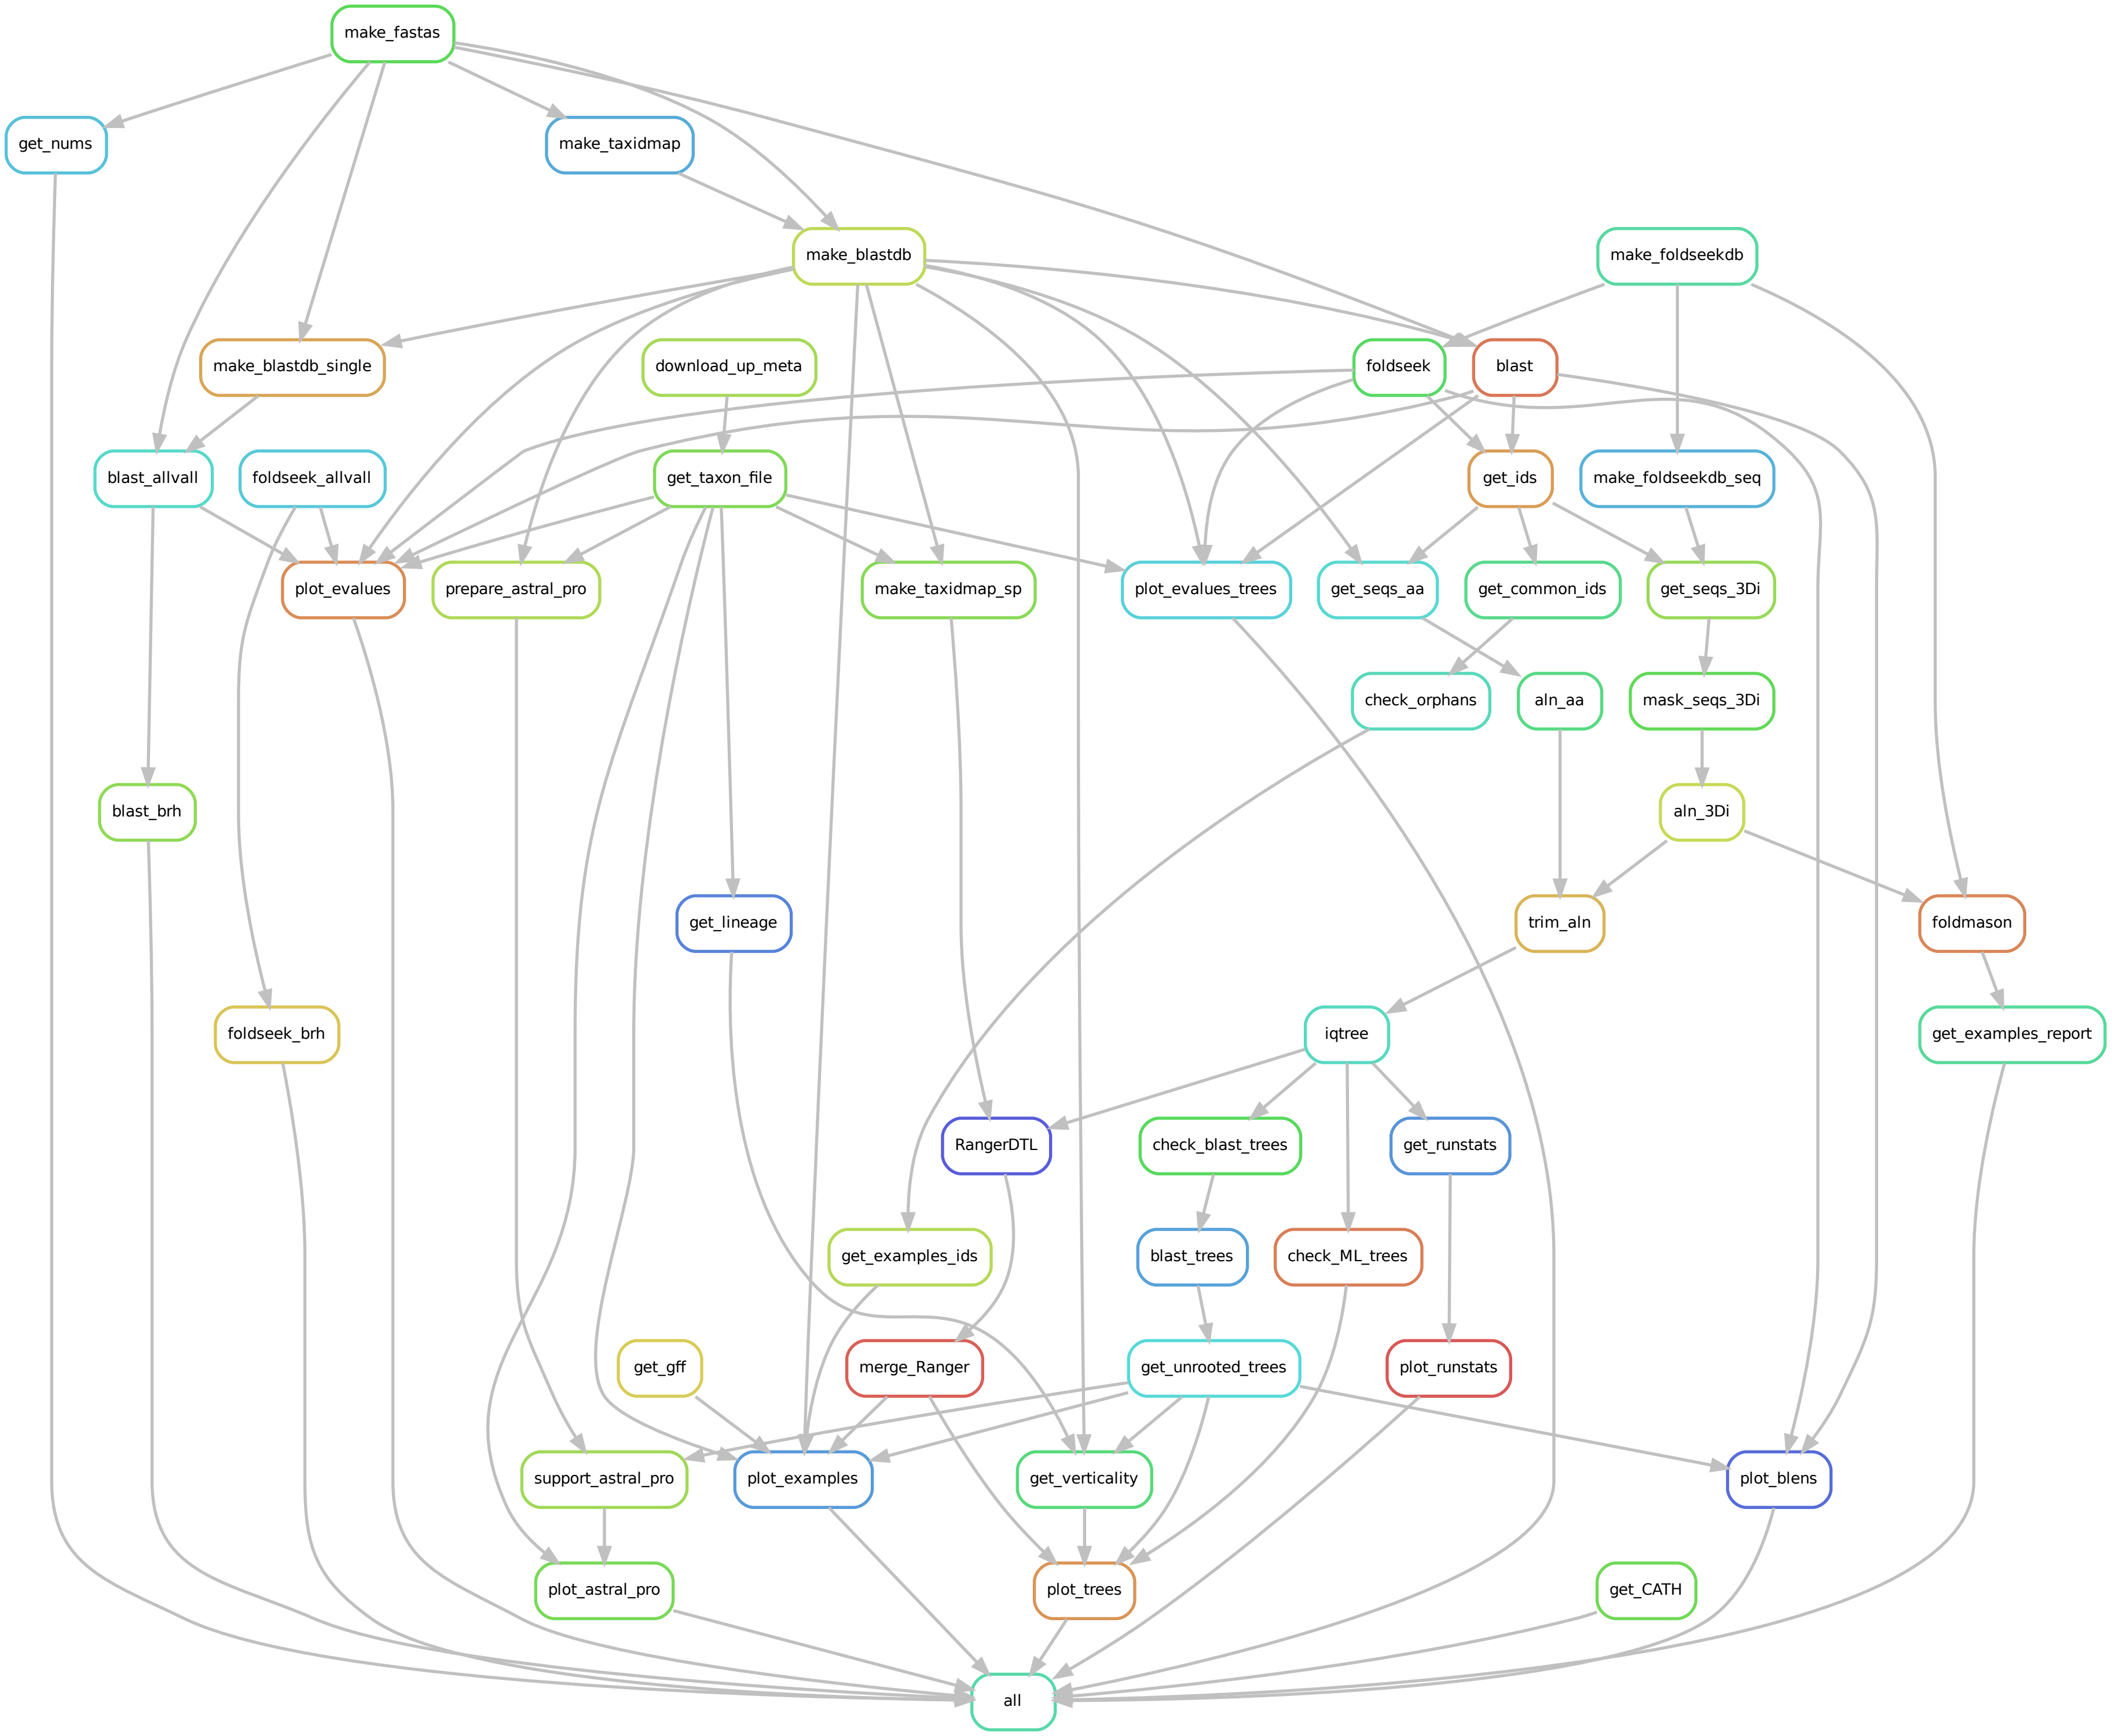 make_fastas
get_nums
make_taxidmap
make_blastdb
make_foldseekdb
make_blastdb_single
download_up_meta
foldseek
blast
blast_allvall
foldseek_allvall
get_taxon_file
get_ids
make_foldseekdb_seq
plot_evalues
prepare_astral_pro
make_taxidmap_sp
plot_evalues_trees
get_seqs_aa
get_common_ids
get_seqs_3Di
check_orphans
aln_aa
mask_seqs_3Di
blast_brh
aln_3Di
get_lineage
trim_aln
foldmason
foldseek_brh
iqtree
get_examples_report
RangerDTL
check_blast_trees
get_runstats
get_examples_ids
blast_trees
check_ML_trees
get_gff
merge_Ranger
get_unrooted_trees
plot_runstats
support_astral_pro
plot_examples
get_verticality
plot_blens
plot_astral_pro
plot_trees
get_CATH
all